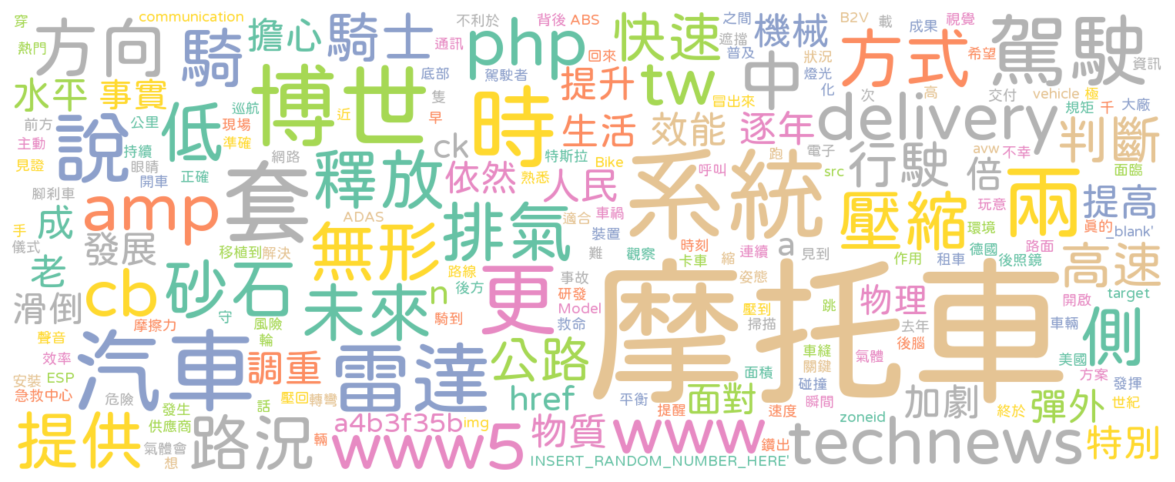 穿 communication 不利於 背後 ABS 之間 B2V 載 成果 視覺
熱門 方向 騎 擔心 騎士 通訊 php 回來 快速 遮擋 普及 機械 狀況 方式 希望 駕駛 資訊
水平 事實 巡航 底部 駕駛者 隻 提升 tw 冒出來 中 燈光 化 次 高 交付 vehicle 極
前方 說 公里 低 現場 博世 近 早 時 生活 效能 逐年 delivery 規矩 千 大廠
主動 見證 持續 準確 眼睛 網路 ck 特斯拉 Bike 呼叫 跑 電子 行駛 倍 avw 不幸 判斷 面臨
腳剎車 開車 正確 套 釋放 依然 熟悉 人民 系統 src 壓縮 玩意 兩 提高
手 成 ADAS 排氣 適合 車禍 裝置 a 見到 環境 真的 _blank'
儀式 發展 移植到 解決 無形 路線 難 觀察 時刻 卡車 連續 作用 租車 德國 路面 後照鏡 高速
老 cb 砂石 未來 n 後方 事故 研發 縮 姿態 跳 物理 開啟 target
滑倒 摩擦力 守 風險 輪 騎到 更 Model 救命 壓到 掃描 摩托車 去年 後腦 車輛 側
聲音 效率 汽車 調重 雷達 公路 面積 車縫 關鍵 氣體 美國 方案
安裝 ESP 急救中心 危險 壓回 轉彎 href 平衡 碰撞 瞬間 加劇 發揮 世紀
發生 供應商 話 輛 a4b3f35b img 提醒 面對 速度 zoneid 終於 彈外
提供 氣體會 想 路況 www5 物質 www 鑽出 technews 特別
amp INSERT_RANDOM_NUMBER_HERE'